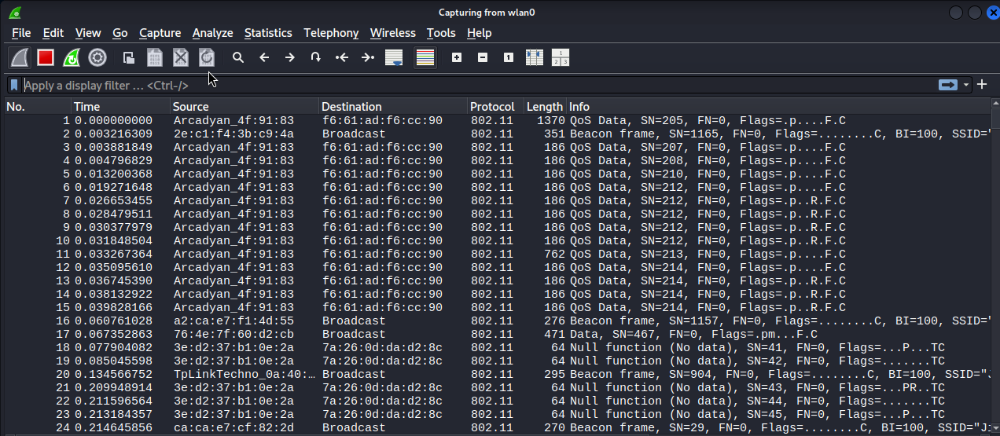 Capturing from wlan0
File Edit View Go Capture Analyze Statistics Telephony Wireless Tools Help
Apply a display filter … <Ctrl-/>
No. Time Source Destination Protocol Length Info
1 0.000000000 Arcadyan_4f:91:83 f6:61:ad:f6:cc:90 802.11 1370 QoS Data, SN=205, FN=0, Flags=.p....F.C
2 0.003216309 2e:c1:f4:3b:c9:4a Broadcast 802.11 351 Beacon frame, SN=1165, FN=0, Flags=........C, BI=100, SSID="
3 0.003881849 Arcadyan_4f:91:83 f6:61:ad:f6:cc:90 802.11 186 QoS Data, SN=207, FN=0, Flags=.p....F.C
4 0.004796829 Arcadyan_4f:91:83 f6:61:ad:f6:cc:90 802.11 186 QoS Data, SN=208, FN=0, Flags=.p....F.C
5 0.013200368 Arcadyan_4f:91:83 f6:61:ad:f6:cc:90 802.11 186 QoS Data, SN=210, FN=0, Flags=.p....F.C
6 0.019271648 Arcadyan_4f:91:83 f6:61:ad:f6:cc:90 802.11 186 QoS Data, SN=212, FN=0, Flags=.p....F.C
7 0.026653455 Arcadyan_4f:91:83 f6:61:ad:f6:cc:90 802.11 186 QoS Data, SN=212, FN=0, Flags=.p..R.F.C
8 0.028479511 Arcadyan_4f:91:83 f6:61:ad:f6:cc:90 802.11 186 QoS Data, SN=212, FN=0, Flags=.p..R.F.C
9 0.030377979 Arcadyan_4f:91:83 f6:61:ad:f6:cc:90 802.11 186 QoS Data, SN=212, FN=0, Flags=.p..R.F.C
10 0.031848504 Arcadyan_4f:91:83 f6:61:ad:f6:cc:90 802.11 186 QoS Data, SN=212, FN=0, Flags=.p..R.F.C
11 0.033267364 Arcadyan_4f:91:83 f6:61:ad:f6:cc:90 802.11 762 QoS Data, SN=213, FN=0, Flags=.p....F.C
12 0.035095610 Arcadyan_4f:91:83 f6:61:ad:f6:cc:90 802.11 186 QoS Data, SN=214, FN=0, Flags=.p....F.C
13 0.036745390 Arcadyan_4f:91:83 f6:61:ad:f6:cc:90 802.11 186 QoS Data, SN=214, FN=0, Flags=.p..R.F.C
14 0.038132922 Arcadyan_4f:91:83 f6:61:ad:f6:cc:90 802.11 186 QoS Data, SN=214, FN=0, Flags=.p..R.F.C
15 0.039828166 Arcadyan_4f:91:83 f6:61:ad:f6:cc:90 802.11 186 QoS Data, SN=214, FN=0, Flags=.p..R.F.C
16 0.060761028 a2:ca:e7:f1:4d:55 Broadcast 802.11 276 Beacon frame, SN=1157, FN=0, Flags=........C, BI=100, SSID="
17 0.067352863 76:4e:7f:60:d2:cb Broadcast 802.11 471 Data, SN=467, FN=0, Flags=.pm...F.C
18 0.077904082 3e:d2:37:b1:0e:2a 7a:26:0d:da:d2:8c 802.11 64 Null function (No data), SN=41, FN=0, Flags=...P...TC
19 0.085045598 3e:d2:37:b1:0e:2a 7a:26:0d:da:d2:8c 802.11 64 Null function (No data), SN=42, FN=0, Flags=.......TC
20 0.134566752 TpLinkTechno_0a:40:… Broadcast 802.11 295 Beacon frame, SN=904, FN=0, Flags=........C, BI=100, SSID="J
21 0.209948914 3e:d2:37:b1:0e:2a 7a:26:0d:da:d2:8c 802.11 64 Null function (No data), SN=43, FN=0, Flags=...PR..TC
22 0.211596564 3e:d2:37:b1:0e:2a 7a:26:0d:da:d2:8c 802.11 64 Null function (No data), SN=44, FN=0, Flags=.......TC
23 0.213184357 3e:d2:37:b1:0e:2a 7a:26:0d:da:d2:8c 802.11 64 Null function (No data), SN=45, FN=0, Flags=...P...TC
24 0.214645856 ca:ca:e7:cf:82:2d Broadcast 802.11 270 Beacon frame, SN=29, FN=0, Flags=........C, BI=100, SSID="Ji